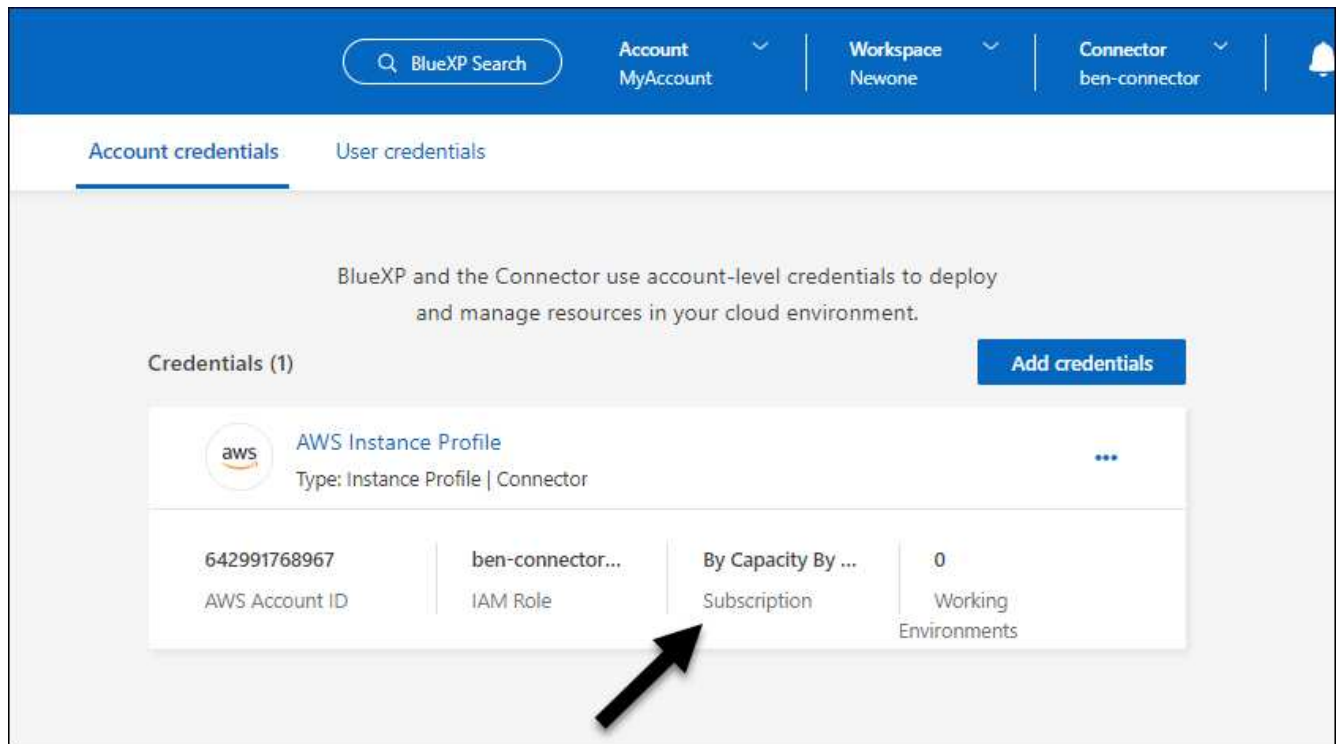 BlueXP Search
Account
MyAccount
Workspace
Newone
Connector
ben-connector
Account credentials
User credentials
BlueXP and the Connector use account-level credentials to deploy
and manage resources in your cloud environment.
Credentials (1)
Add credentials
aws
AWS Instance Profile
Type: Instance Profile | Connector
642991768967
AWS Account ID
ben-connector...
IAM Role
By Capacity By ...
Subscription
0
Working
Environments